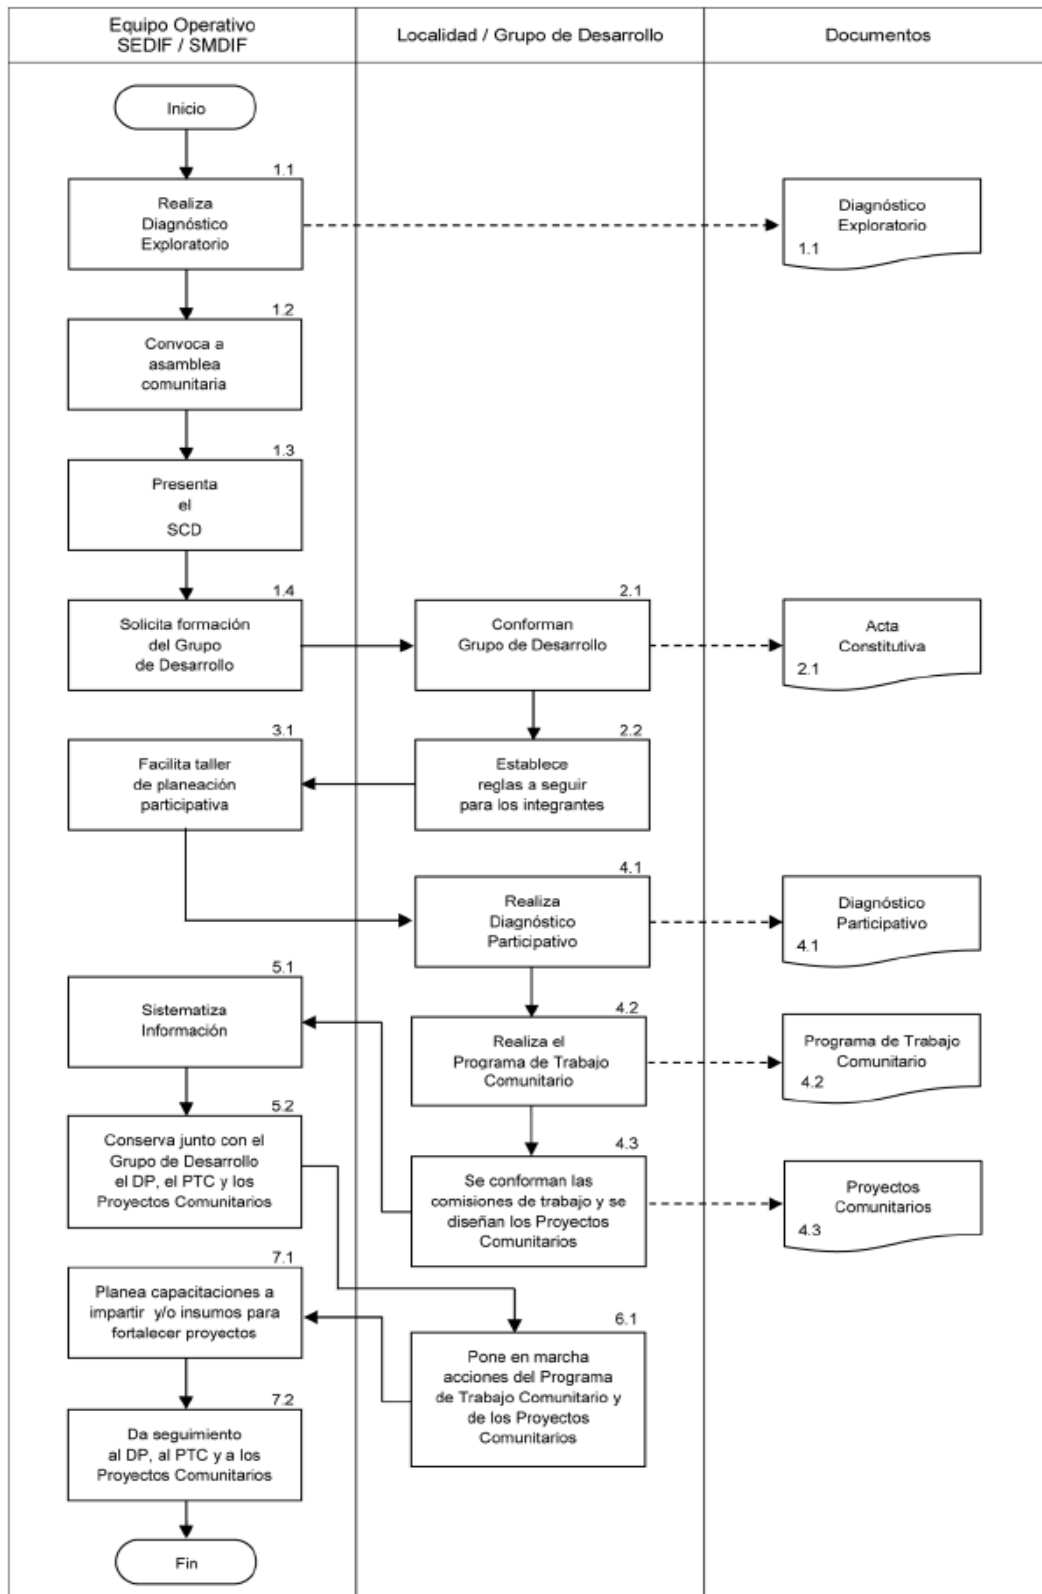 Equipo Operativo
SEDIF / SMDIF
Localidad / Grupo de Desarrollo
Documentos
Inicio
1.1
Realiza
Diagnóstico
Exploratorio
Diagnóstico
Exploratorio
1.1
1.2
Convoca a
asamblea
comunitaria
1.3
Presenta
el
SCD
1.4
Solicita formación
del Grupo
de Desarrollo
2.1
Conforman
Grupo de Desarrollo
Acta
Constitutiva
2.1
3.1
Facilita taller
de planeación
participativa
2.2
Establece
reglas a seguir
para los integrantes
4.1
Realiza
Diagnóstico
Participativo
Diagnóstico
Participativo
4.1
5.1
Sistematiza
Información
4.2
Realiza el
Programa de Trabajo
Comunitario
Programa de Trabajo
Comunitario
4.2
5.2
Conserva junto con el
Grupo de Desarrollo
el DP, el PTC y los
Proyectos Comunitarios
4.3
Se conforman las
comisiones de trabajo y se
diseñan los Proyectos
Comunitarios
Proyectos
Comunitarios
4.3
7.1
Planea capacitaciones a
impartir y/o insumos para
fortalecer proyectos
6.1
Pone en marcha
acciones del Programa
de Trabajo Comunitario y
de los Proyectos
Comunitarios
7.2
Da seguimiento
al DP, al PTC y a los
Proyectos Comunitarios
Fin